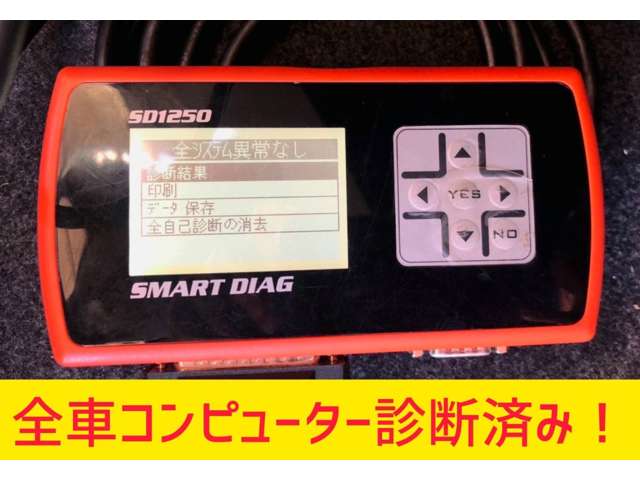 SD1250
全システム異常なし
診断結果
印刷
データ 保存
全自己診断の消去
YES
NO
SMART DIAG
全車コンピューター診断済み！